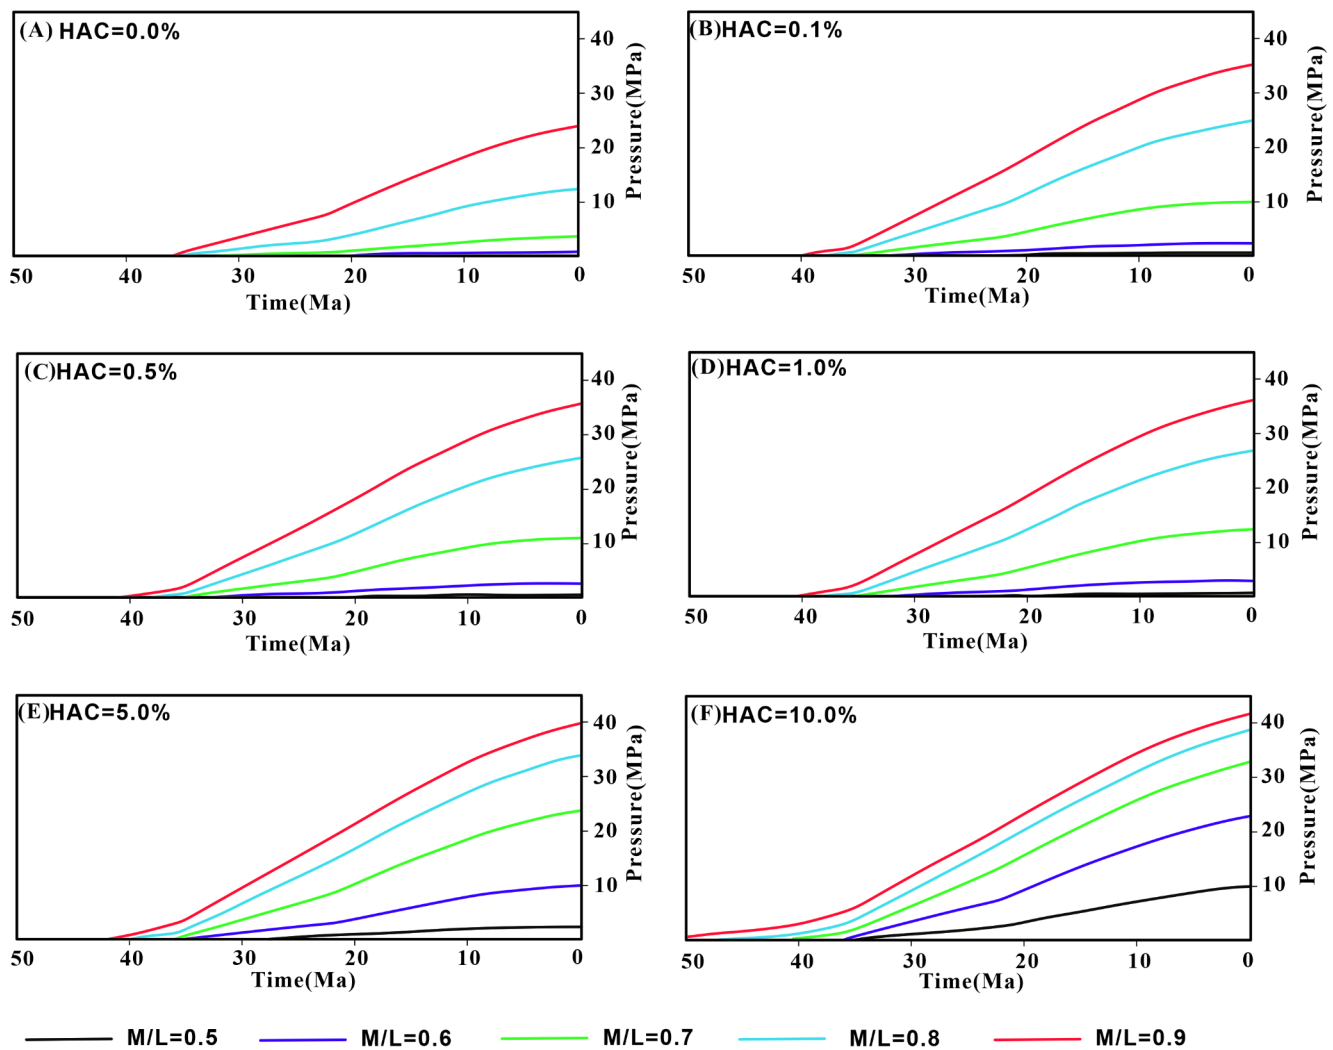 (A) HAC=0.0%
40
30
20
10
Pressure(MPa)
50
40
30
20
10
0
Time(Ma)
(B)HAC=0.1%
40
30
20
10
Pressure(MPa)
50
40
30
20
10
0
Time(Ma)
(C)HAC=0.5%
40
30
20
10
Pressure(MPa)
50
40
30
20
10
0
Time(Ma)
(D)HAC=1.0%
40
30
20
10
Pressure(MPa)
50
40
30
20
10
0
Time(Ma)
(E)HAC=5.0%
40
30
20
10
Pressure(MPa)
50
40
30
20
10
0
Time(Ma)
(F)HAC=10.0%
40
30
20
10
Pressure(MPa)
50
40
30
20
10
0
Time(Ma)
M/L=0.5
M/L=0.6
M/L=0.7
M/L=0.8
M/L=0.9